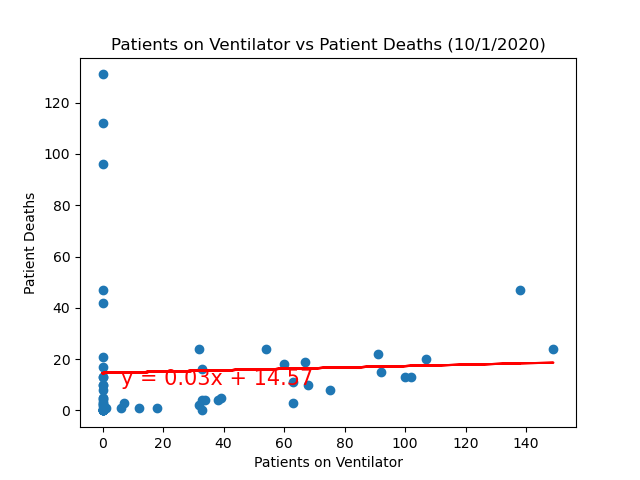 Patients on Ventilator vs Patient Deaths (10/1/2020)
120
100
80
60
40
20
0
Patient Deaths
y = 0.03x + 14.57
0 20 40 60 80 100 120 140
Patients on Ventilator